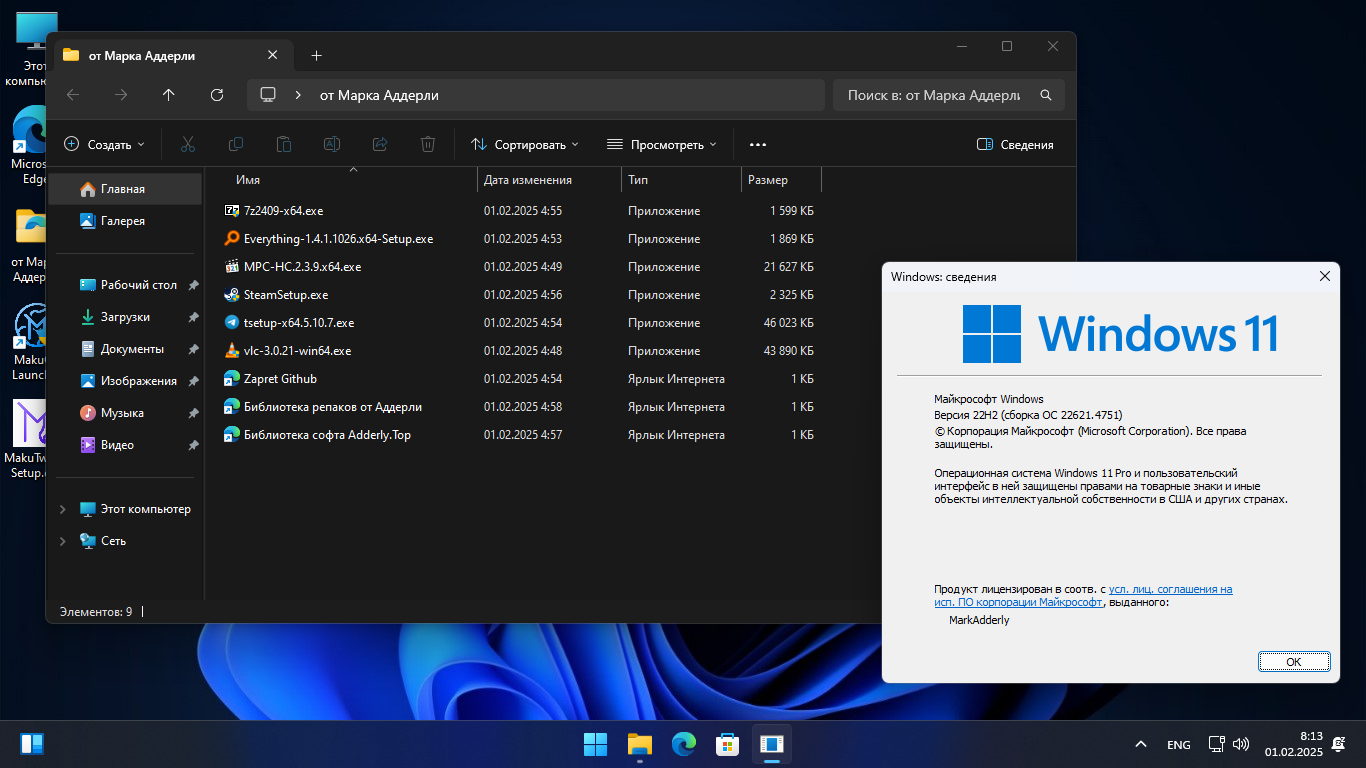 Этот
компью
Micros
Edge
от Мар
Аддер
Maku
Launc
MakuTw
Setup.
от Марка Аддерли
от Марка Аддерли
Поиск в: от Марка Аддерли
Создать
Сортировать
Просмотреть
Сведения
Главная
Галерея
Рабочий стол
Загрузки
Документы
Изображения
Музыка
Видео
Этот компьютер
Сеть
Имя Дата изменения Тип Размер
7z2409-x64.exe 01.02.2025 4:55 Приложение 1 599 КБ
Everything-1.4.1.1026.x64-Setup.exe 01.02.2025 4:53 Приложение 1 869 КБ
MPC-HC.2.3.9.x64.exe 01.02.2025 4:49 Приложение 21 627 КБ
SteamSetup.exe 01.02.2025 4:56 Приложение 2 325 КБ
tsetup-x64.5.10.7.exe 01.02.2025 4:54 Приложение 46 023 КБ
vlc-3.0.21-win64.exe 01.02.2025 4:48 Приложение 43 890 КБ
Zapret Github 01.02.2025 4:54 Ярлык Интернета 1 КБ
Библиотека репаков от Аддерли 01.02.2025 4:58 Ярлык Интернета 1 КБ
Библиотека софта Adderly.Top 01.02.2025 4:57 Ярлык Интернета 1 КБ
Элементов: 9
Windows: сведения
Windows 11
Майкрософт Windows
Версия 22H2 (сборка ОС 22621.4751)
© Корпорация Майкрософт (Microsoft Corporation). Все права
защищены.
Операционная система Windows 11 Pro и пользовательский
интерфейс в ней защищены правами на товарные знаки и иные
объекты интеллектуальной собственности в США и других странах.
Продукт лицензирован в соотв. с усл. лиц. соглашения на
исп. ПО корпорации Майкрософт, выданного:
MarkAdderly
OK
ENG
8:13
01.02.2025